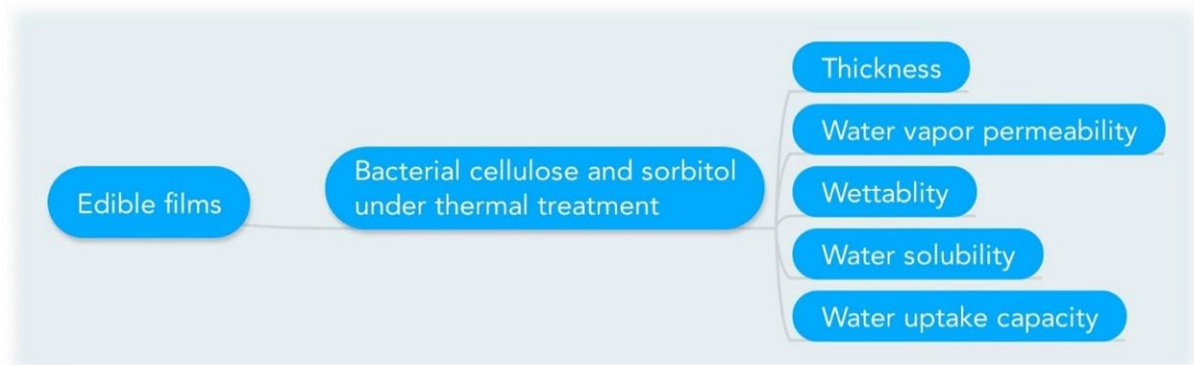 Edible films
Bacterial cellulose and sorbitol
under thermal treatment
Thickness
Water vapor permeability
Wettablity
Water solubility
Water uptake capacity